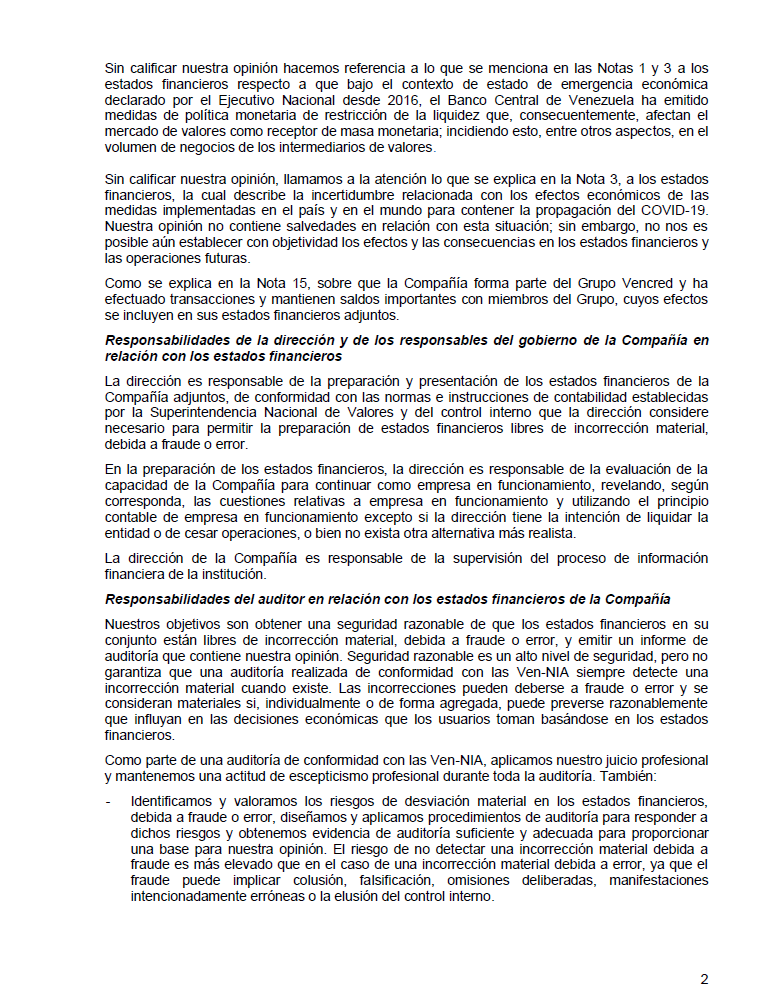 Sin calificar nuestra opinión hacemos referencia a lo que se menciona en las Notas 1 y 3 a los
estados financieros respecto a que bajo el contexto de estado de emergencia económica
declarado por el Ejecutivo Nacional desde 2016, el Banco Central de Venezuela ha emitido
medidas de política monetaria de restricción de la liquidez que, consecuentemente, afectan el
mercado de valores como receptor de masa monetaria; incidiendo esto, entre otros aspectos, en el
volumen de negocios de los intermediarios de valores.
Sin calificar nuestra opinión, llamamos a la atención lo que se explica en la Nota 3, a los estados
financieros, la cual describe la incertidumbre relacionada con los efectos económicos de las
medidas implementadas en el país y en el mundo para contener la propagación del COVID-19.
Nuestra opinión no contiene salvedades en relación con esta situación; sin embargo, no nos es
posible aún establecer con objetividad los efectos y las consecuencias en los estados financieros y
las operaciones futuras.
Como se explica en la Nota 15, sobre que la Compañía forma parte del Grupo Vencred y ha
efectuado transacciones y mantienen saldos importantes con miembros del Grupo, cuyos efectos
se incluyen en sus estados financieros adjuntos.
Responsabilidades de la dirección y de los responsables del gobierno de la Compañía en
relación con los estados financieros
La dirección es responsable de la preparación y presentación de los estados financieros de la
Compañía adjuntos, de conformidad con las normas e instrucciones de contabilidad establecidas
por la Superintendencia Nacional de Valores y del control interno que la dirección considere
necesario para permitir la preparación de estados financieros libres de incorrección material,
debida a fraude o error.
En la preparación de los estados financieros, la dirección es responsable de la evaluación de la
capacidad de la Compañía para continuar como empresa en funcionamiento, revelando, según
corresponda, las cuestiones relativas a empresa en funcionamiento y utilizando el principio
contable de empresa en funcionamiento excepto si la dirección tiene la intención de liquidar la
entidad o de cesar operaciones, o bien no exista otra alternativa más realista.
La dirección de la Compañía es responsable de la supervisión del proceso de información
financiera de la institución.
Responsabilidades del auditor en relación con los estados financieros de la Compañía
Nuestros objetivos son obtener una seguridad razonable de que los estados financieros en su
conjunto están libres de incorrección material, debida a fraude o error, y emitir un informe de
auditoría que contiene nuestra opinión. Seguridad razonable es un alto nivel de seguridad, pero no
garantiza que una auditoría realizada de conformidad con las Ven-NIA siempre detecte una
incorrección material cuando existe. Las incorrecciones pueden deberse a fraude o error y se
consideran materiales si, individualmente o de forma agregada, puede preverse razonablemente
que influyan en las decisiones económicas que los usuarios toman basándose en los estados
financieros.
Como parte de una auditoría de conformidad con las Ven-NIA, aplicamos nuestro juicio profesional
y mantenemos una actitud de escepticismo profesional durante toda la auditoría. También:
- Identificamos y valoramos los riesgos de desviación material en los estados financieros,
debida a fraude o error, diseñamos y aplicamos procedimientos de auditoría para responder a
dichos riesgos y obtenemos evidencia de auditoría suficiente y adecuada para proporcionar
una base para nuestra opinión. El riesgo de no detectar una incorrección material debida a
fraude es más elevado que en el caso de una incorrección material debida a error, ya que el
fraude puede implicar colusión, falsificación, omisiones deliberadas, manifestaciones
intencionadamente erróneas o la elusión del control interno.
2